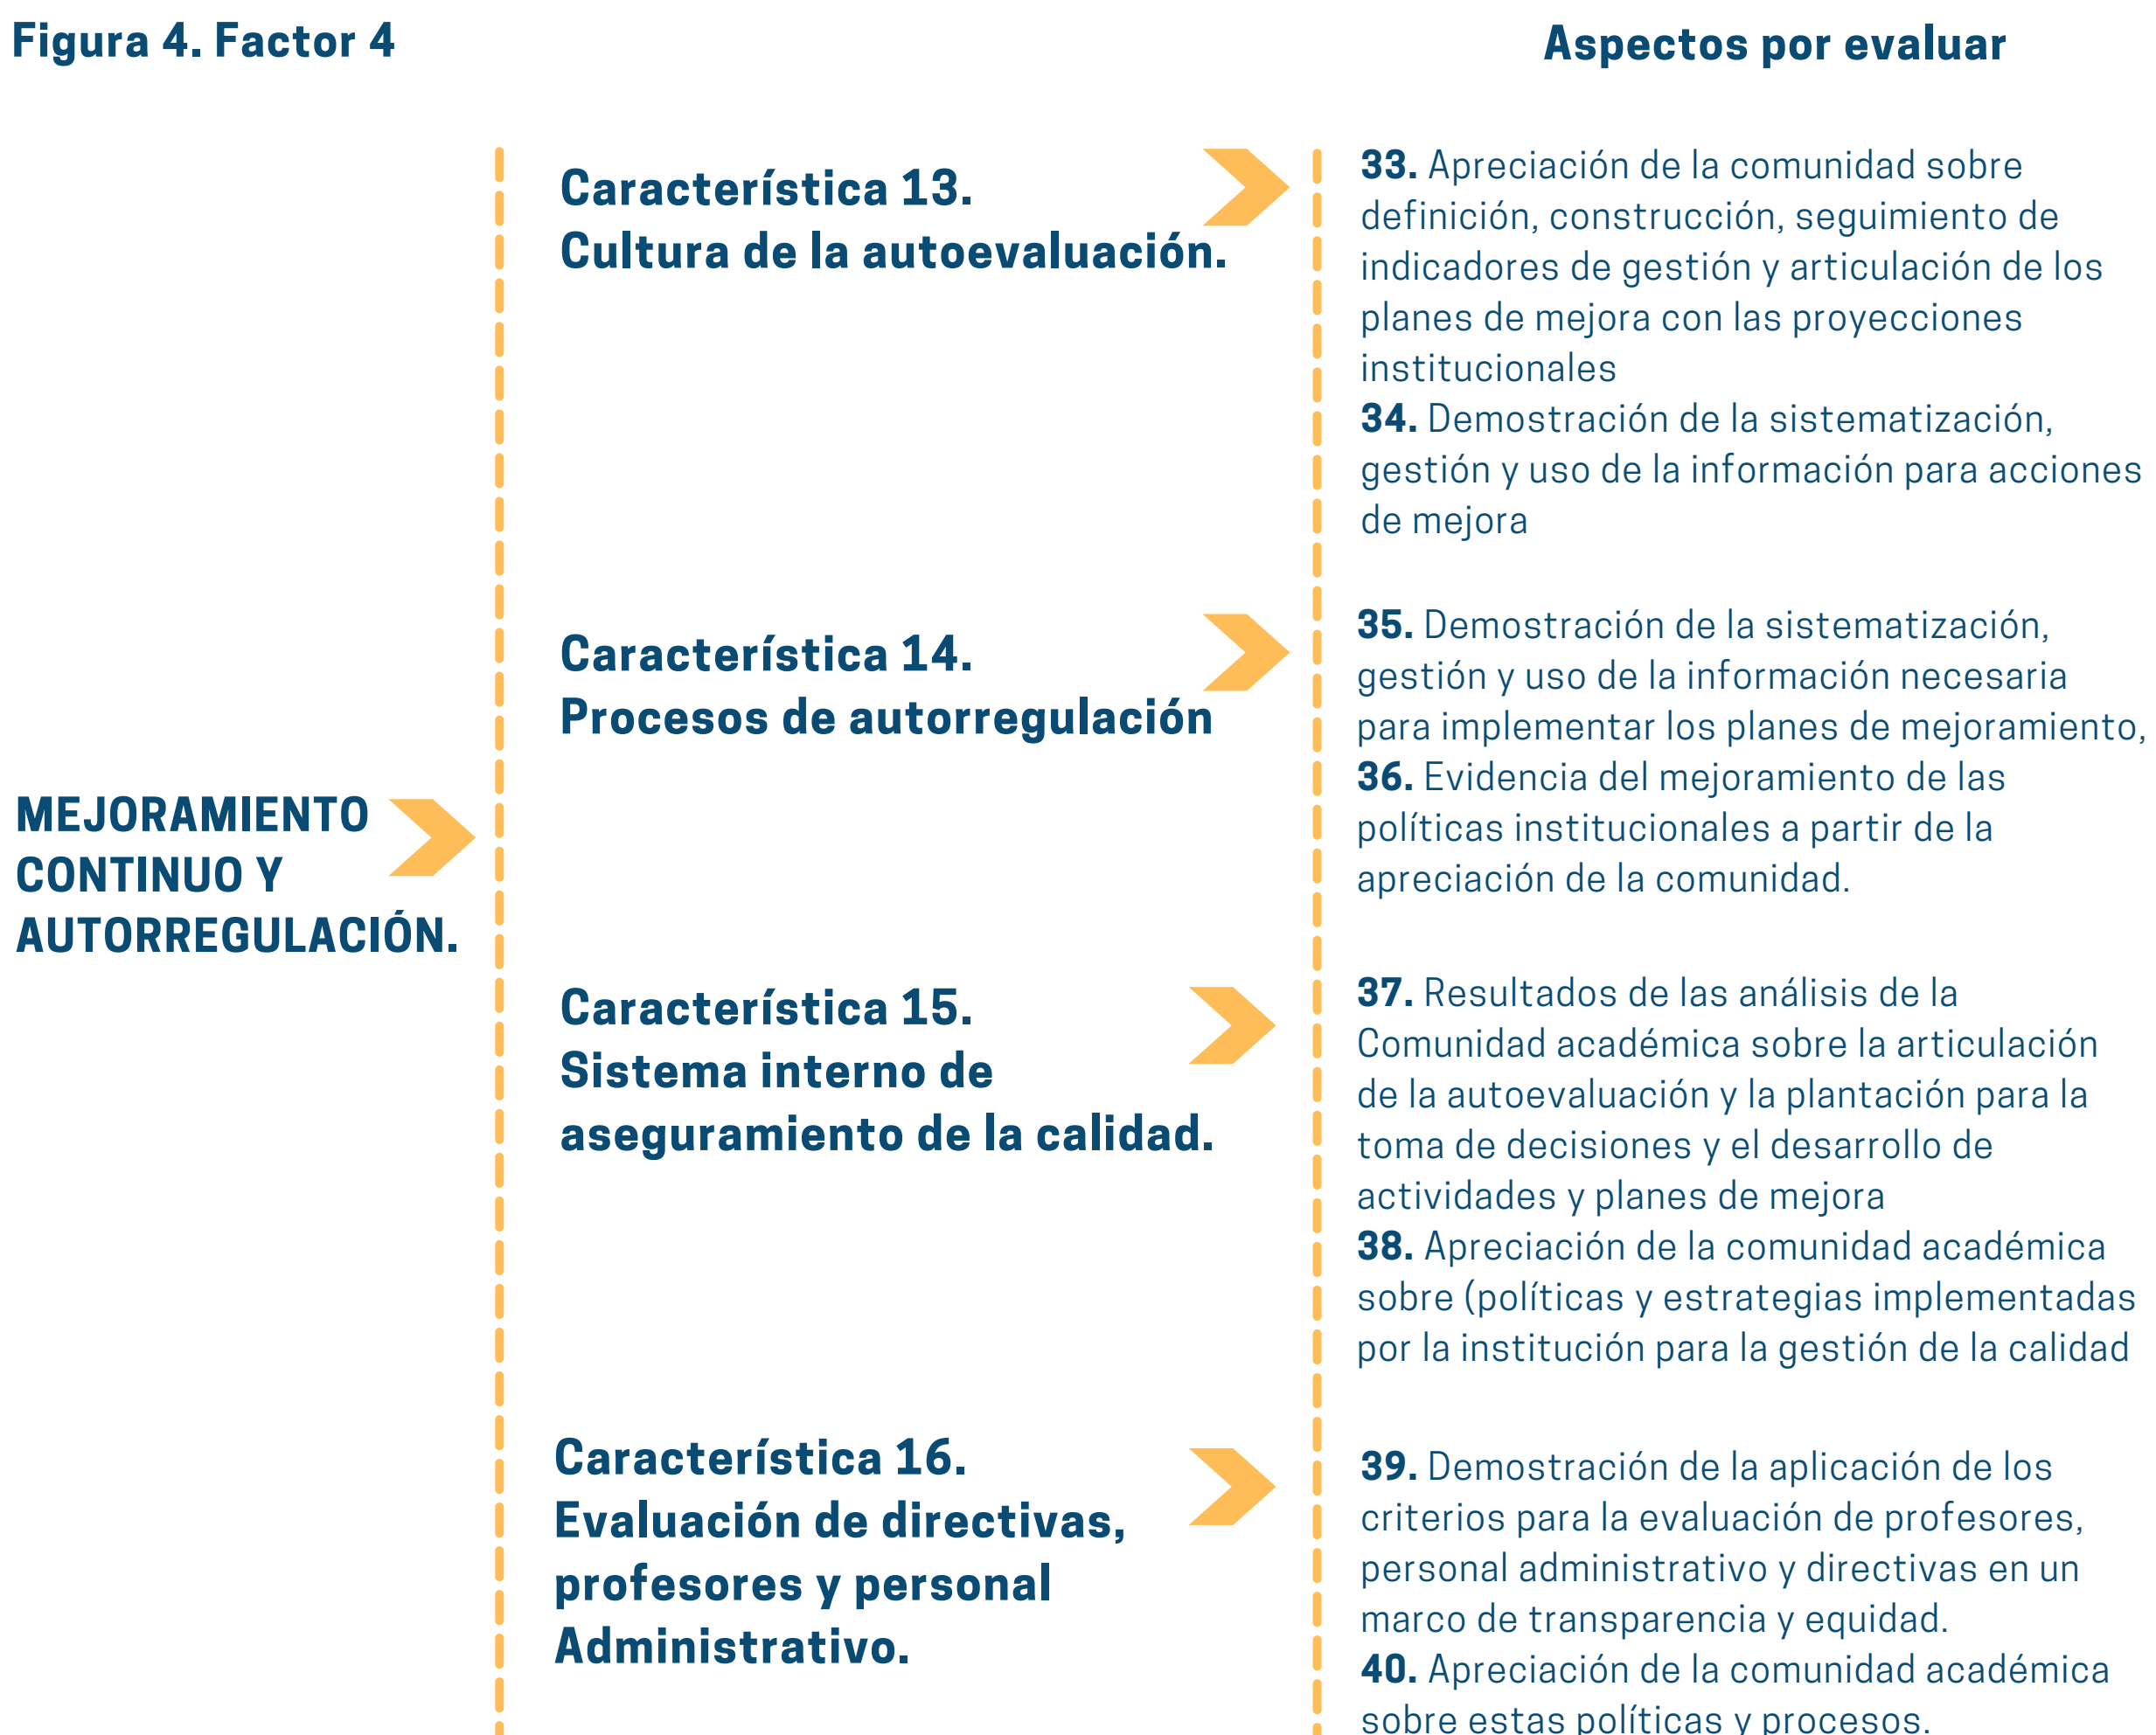 Figura 4. Factor 4
Aspectos por evaluar
MEJORAMIENTO
CONTINUO Y
AUTORREGULACIÓN.
Característica 13.
Cultura de la autoevaluación.
33. Apreciación de la comunidad sobre
definición, construcción, seguimiento de
indicadores de gestión y articulación de los
planes de mejora con las proyecciones
institucionales
34. Demostración de la sistematización,
gestión y uso de la información para acciones
de mejora
Característica 14.
Procesos de autorregulación
35. Demostración de la sistematización,
gestión y uso de la información necesaria
para implementar los planes de mejoramiento,
36. Evidencia del mejoramiento de las
políticas institucionales a partir de la
apreciación de la comunidad.
Característica 15.
Sistema interno de
aseguramiento de la calidad.
37. Resultados de las análisis de la
Comunidad académica sobre la articulación
de la autoevaluación y la plantación para la
toma de decisiones y el desarrollo de
actividades y planes de mejora
38. Apreciación de la comunidad académica
sobre (políticas y estrategias implementadas
por la institución para la gestión de la calidad
Característica 16.
Evaluación de directivas,
profesores y personal
Administrativo.
39. Demostración de la aplicación de los
criterios para la evaluación de profesores,
personal administrativo y directivas en un
marco de transparencia y equidad.
40. Apreciación de la comunidad académica
sobre estas políticas y procesos.